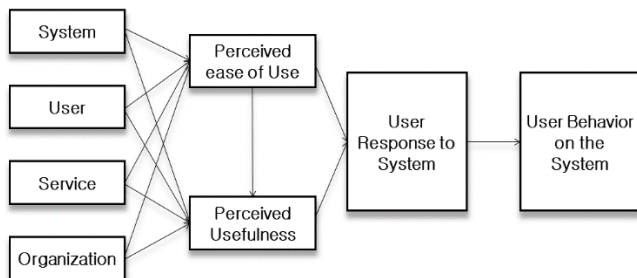 System
User
Service
Organization
Perceived
ease of Use
Perceived
Usefulness
User
Response to
System
User Behavior
on the
System